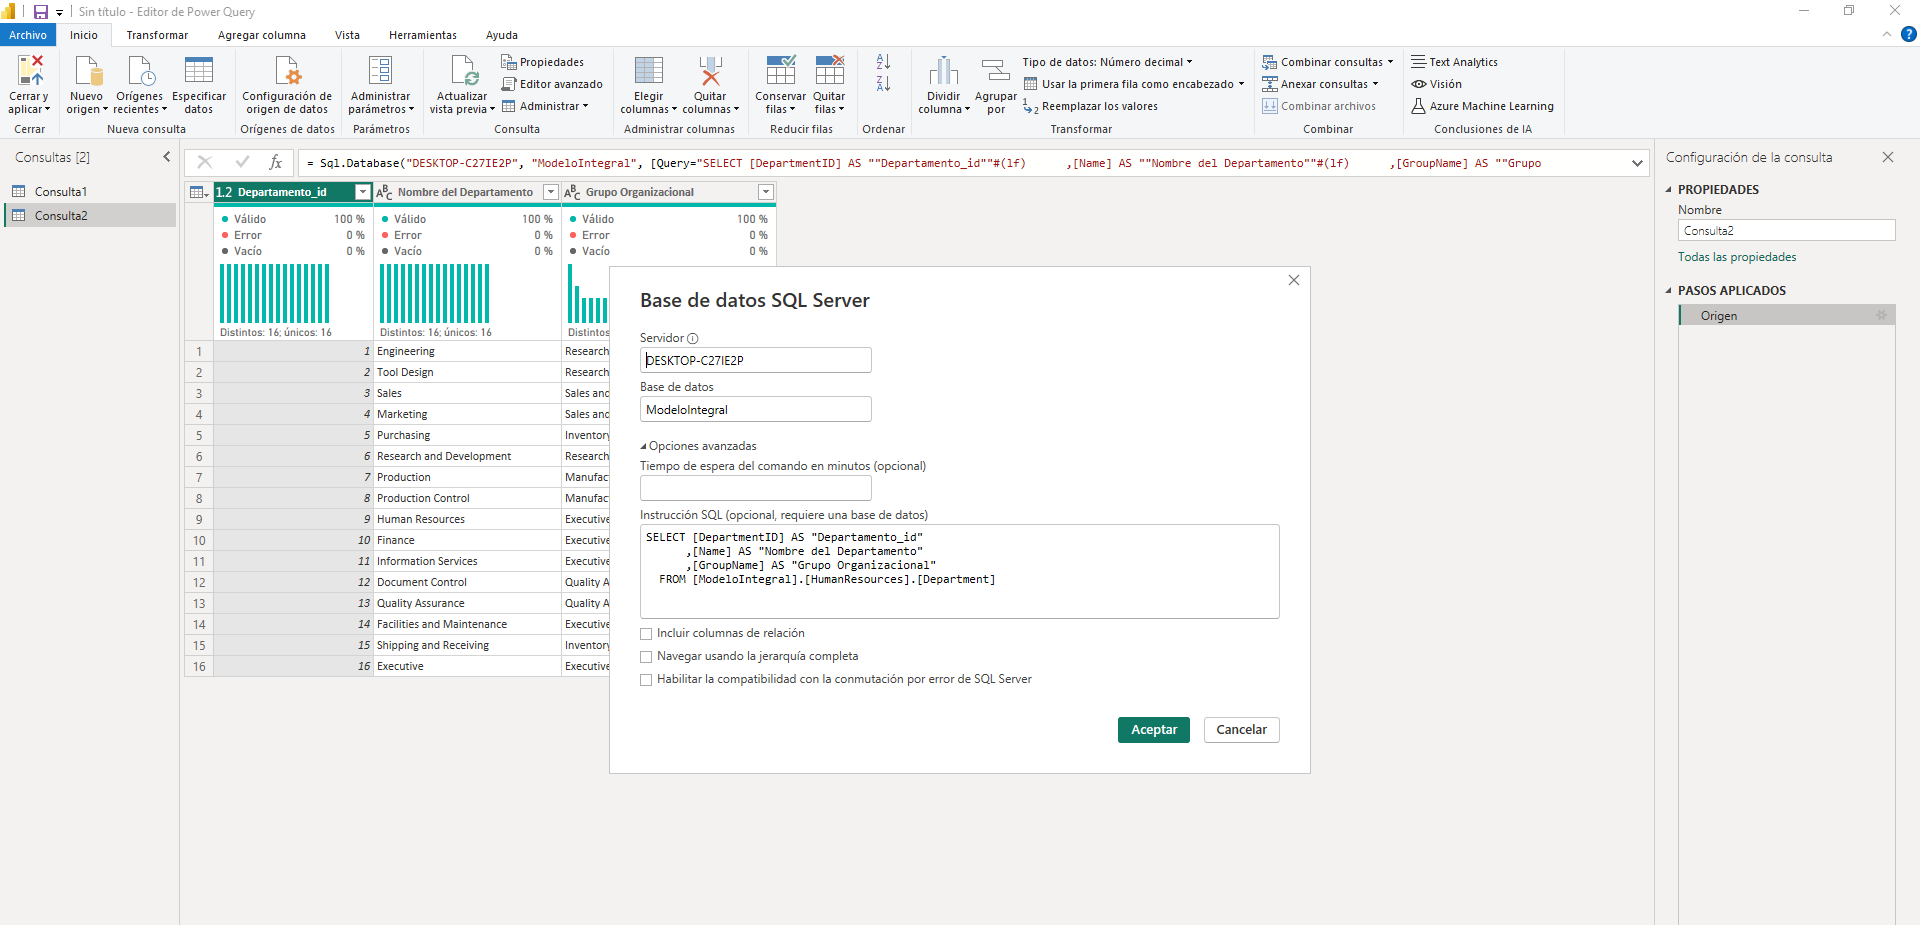 Sin título - Editor de Power Query
Archivo Inicio Transformar Agregar columna Vista Herramientas Ayuda
?
Cerrar y aplicar
Cerrar
Nuevo origen
Orígenes recientes
Especificar datos
Nueva consulta
Configuración de origen de datos
Orígenes de datos
Administrar parámetros
Parámetros
Actualizar vista previa
Propiedades
Editor avanzado
Administrar
Consulta
Elegir columnas
Quitar columnas
Administrar columnas
Conservar filas
Quitar filas
Reducir filas
Ordenar
Dividir columna
Agrupar por
Tipo de datos: Número decimal
Usar la primera fila como encabezado
Reemplazar los valores
Transformar
Combinar consultas
Anexar consultas
Combinar archivos
Combinar
Text Analytics
Visión
Azure Machine Learning
Conclusiones de IA
Consultas [2]
Consulta1
Consulta2
fx
= Sql.Database("DESKTOP-C27IE2P", "ModeloIntegral", [Query="SELECT [DepartmentID] AS ""Departamento_id""#(lf)      ,[Name] AS ""Nombre del Departamento""#(lf)      ,[GroupName] AS ""Grupo
1.2 Departamento_id ABC Nombre del Departamento ABC Grupo Organizacional
Válido 100 % Válido 100 % Válido 100 %
Error 0 % Error 0 % Error 0 %
Vacío 0 % Vacío 0 % Vacío 0 %
Distintos: 16; únicos: 16 Distintos: 16; únicos: 16 Distintos
1 1 Engineering Research
2 2 Tool Design Research
3 3 Sales Sales and
4 4 Marketing Sales and
5 5 Purchasing Inventory
6 6 Research and Development Research
7 7 Production Manufac
8 8 Production Control Manufac
9 9 Human Resources Executive
10 10 Finance Executive
11 11 Information Services Executive
12 12 Document Control Quality A
13 13 Quality Assurance Quality A
14 14 Facilities and Maintenance Executive
15 15 Shipping and Receiving Inventory
16 16 Executive Executive
Base de datos SQL Server
Servidor
DESKTOP-C27IE2P
Base de datos
ModeloIntegral
Opciones avanzadas
Tiempo de espera del comando en minutos (opcional)
Instrucción SQL (opcional, requiere una base de datos)
SELECT [DepartmentID] AS "Departamento_id"
,[Name] AS "Nombre del Departamento"
,[GroupName] AS "Grupo Organizacional"
FROM [ModeloIntegral].[HumanResources].[Department]
Incluir columnas de relación
Navegar usando la jerarquía completa
Habilitar la compatibilidad con la conmutación por error de SQL Server
Aceptar Cancelar
Configuración de la consulta
PROPIEDADES
Nombre
Consulta2
Todas las propiedades
PASOS APLICADOS
Origen